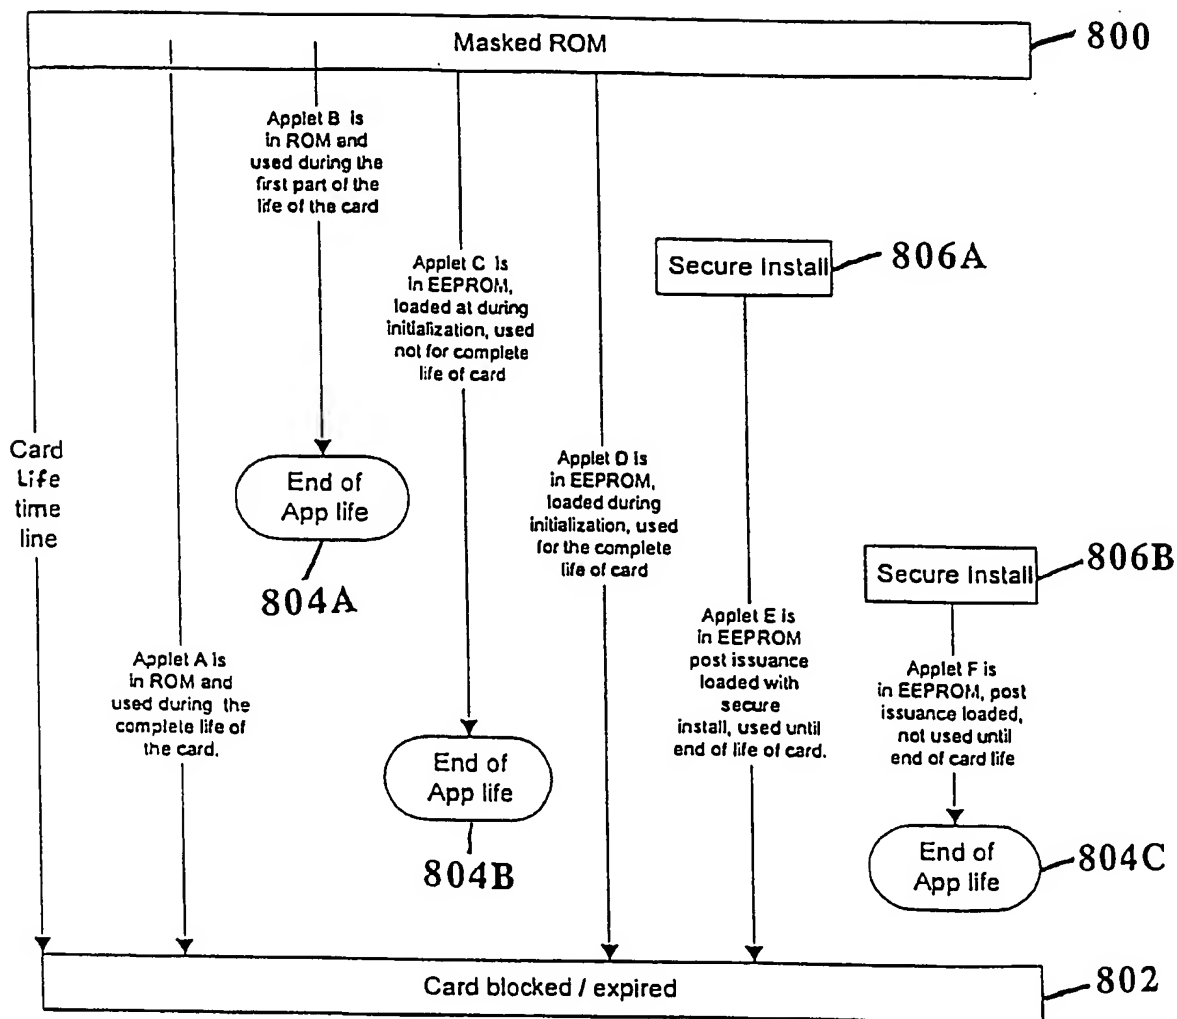 Masked ROM
800
Applet B is
in ROM and
used during the
first part of the
life of the card
Applet C is
in EEPROM,
loaded at during
initialization, used
not for complete
life of card
Secure Install
806A
Card
Life
time
line
End of
App life
804A
Applet D is
in EEPROM,
loaded during
initialization, used
for the complete
life of card
Secure Install
806B
Applet A is
in ROM and
used during the
complete life of
the card.
Applet E is
in EEPROM
post issuance
loaded with
secure
install, used until
end of life of card.
Applet F is
in EEPROM, post
issuance loaded,
not used until
end of card life
End of
App life
804B
End of
App life
804C
Card blocked / expired
802